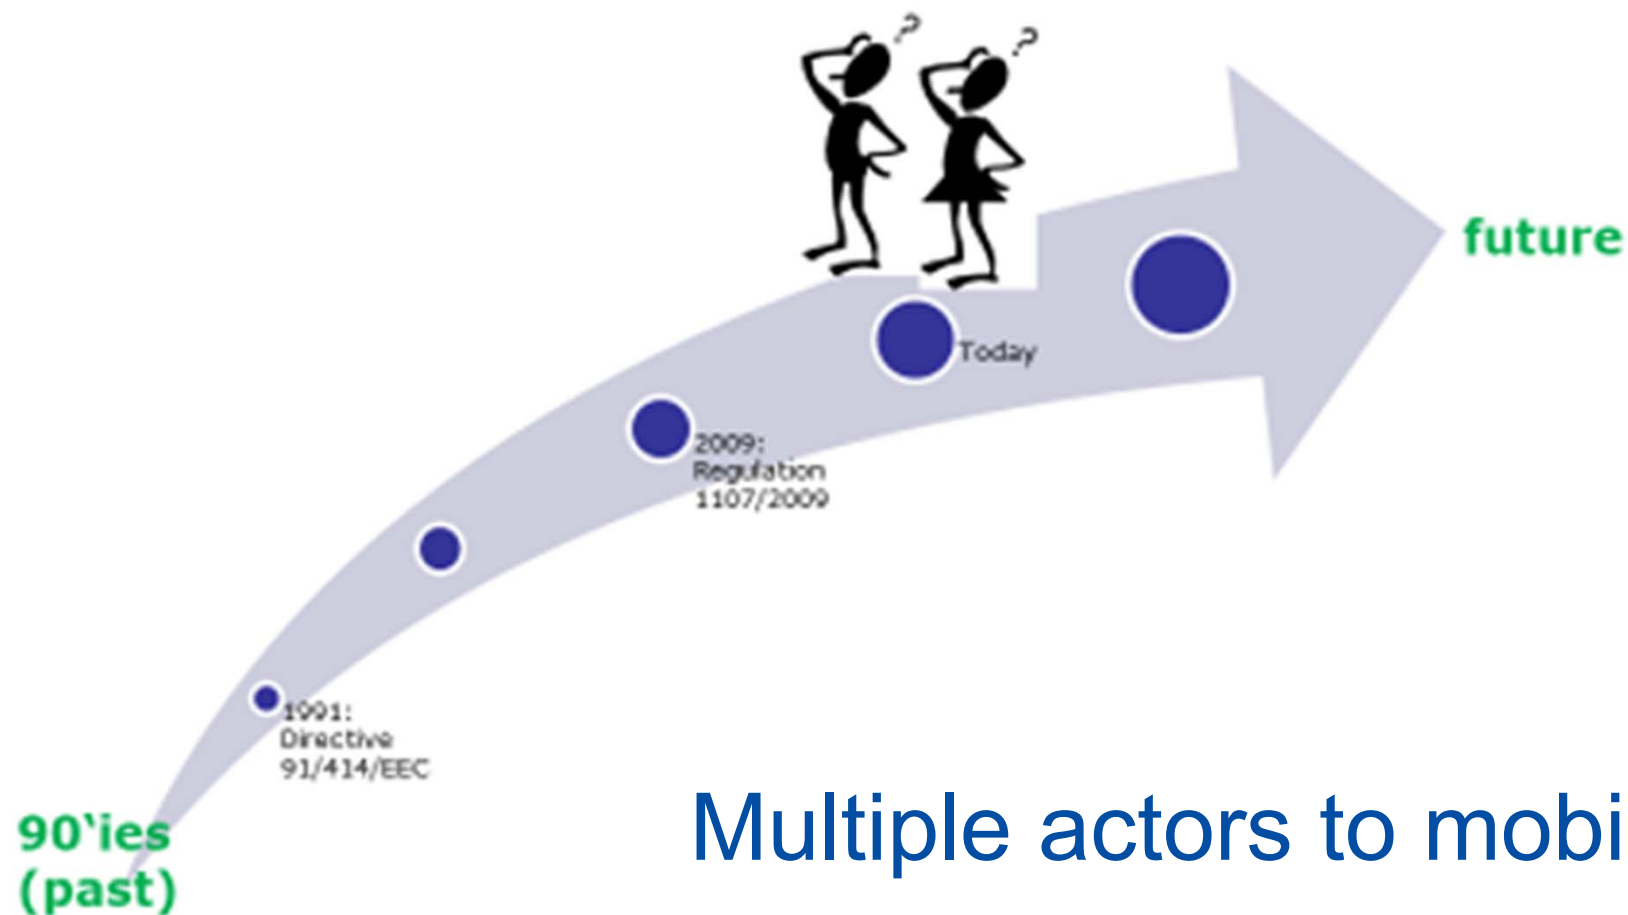 ?
?
future
Today
2009:
Regulation
1107/2009
1991:
Directive
91/414/EEC
90'ies
(past)
Multiple actors to mobi